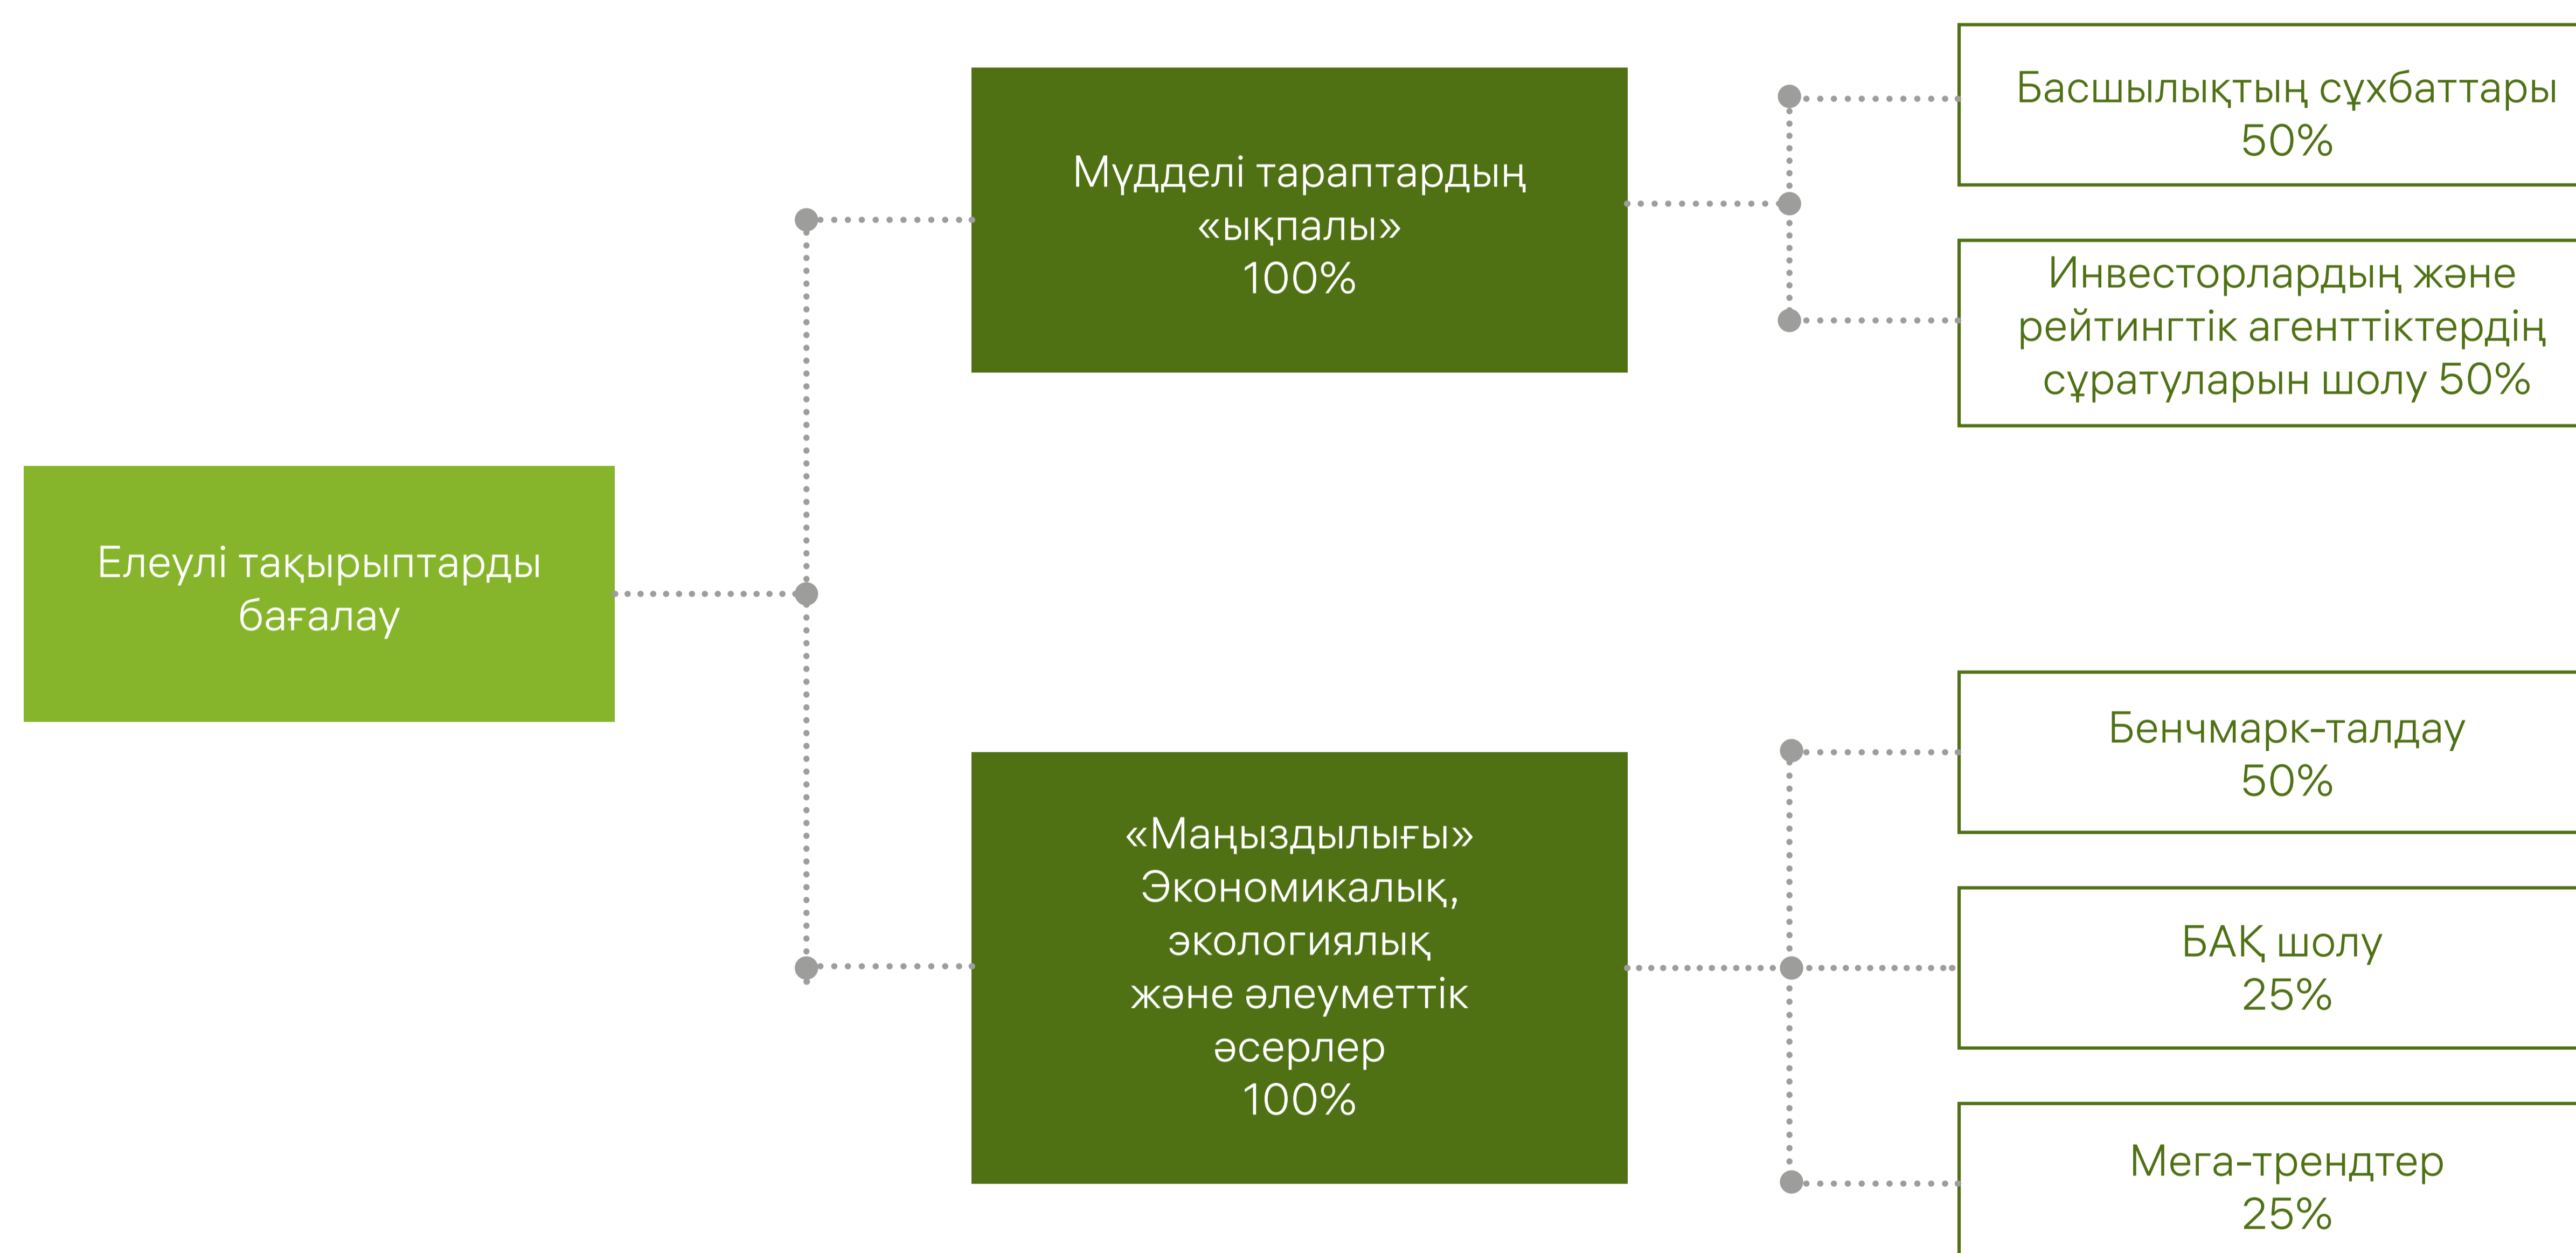 Елеулі тақырыптарды
бағалау
Мүдделі тараптардың
«ықпалы»
100%
Басшылықтың сұхбаттары
50%
Инвесторлардың және
рейтингтік агенттіктердің
сұратуларын шолу 50%
«Маңыздылығы»
Экономикалық,
экологиялық
және әлеуметтік
әсерлер
100%
Бенчмарк-талдау
50%
БАҚ шолу
25%
Мега-трендтер
25%